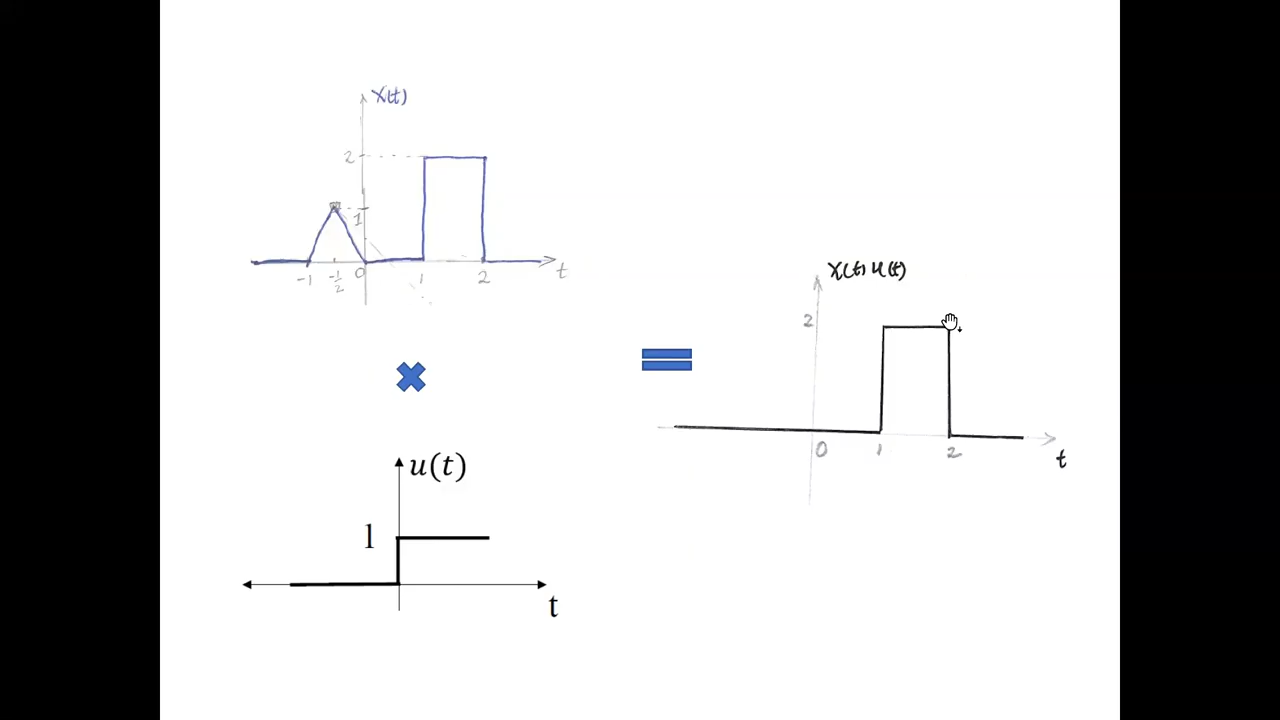 X(t)
2
1
-1 -1/2 0 1 2 t
X(t) u(t)
2
0 1 2 t
u(t)
1
t